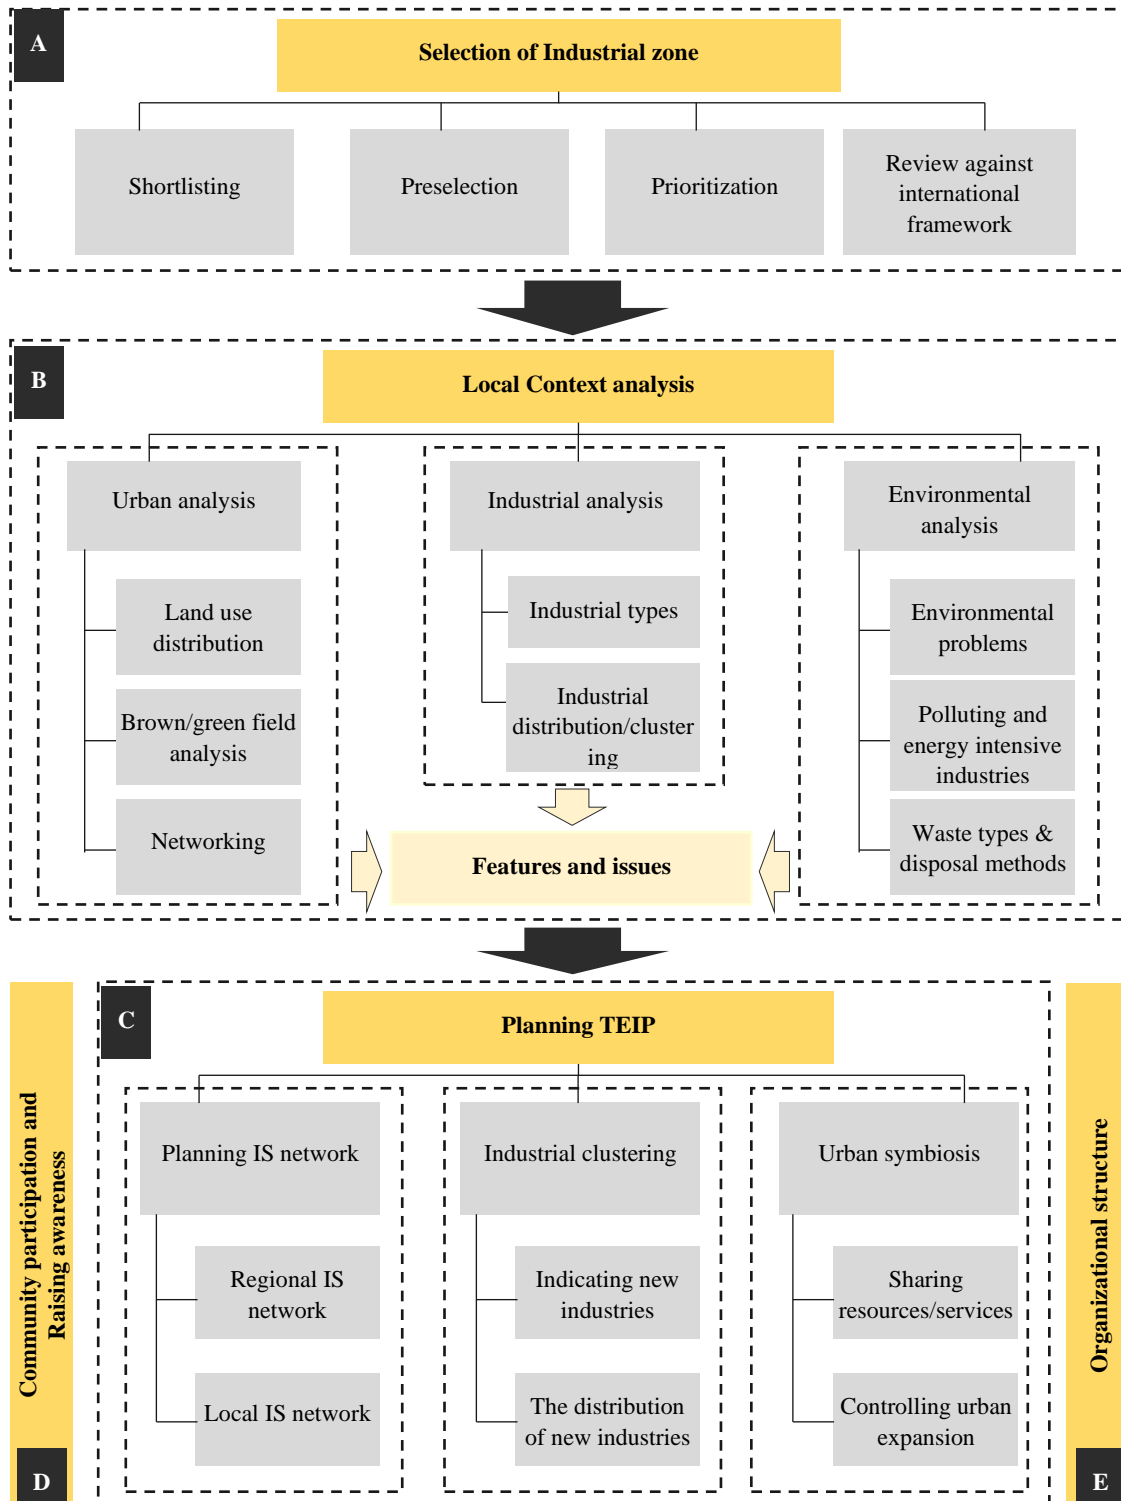 A
Selection of Industrial zone
Shortlisting
Preselection
Prioritization
Review against
international
framework
B
Local Context analysis
Urban analysis
Land use
distribution
Brown/green field
analysis
Networking
Industrial analysis
Industrial types
Industrial
distribution/cluster
ing
Environmental
analysis
Environmental
problems
Polluting and
energy intensive
industries
Waste types &
disposal methods
Features and issues
C
Planning TEIP
Planning IS network
Regional IS
network
Local IS network
Industrial clustering
Indicating new
industries
The distribution
of new industries
Urban symbiosis
Sharing
resources/services
Controlling urban
expansion
Community participation and
Raising awareness
D
Organizational structure
E